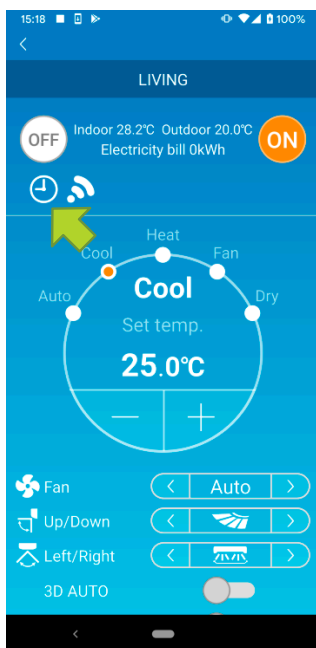 15:18 100%
LIVING
OFF Indoor 28.2℃ Outdoor 20.0℃ ON
Electricity bill 0kWh
Heat
Cool Fan
Auto Cool Dry
Set temp.
25.0℃
− +
Fan Auto
Up/Down
Left/Right
3D AUTO